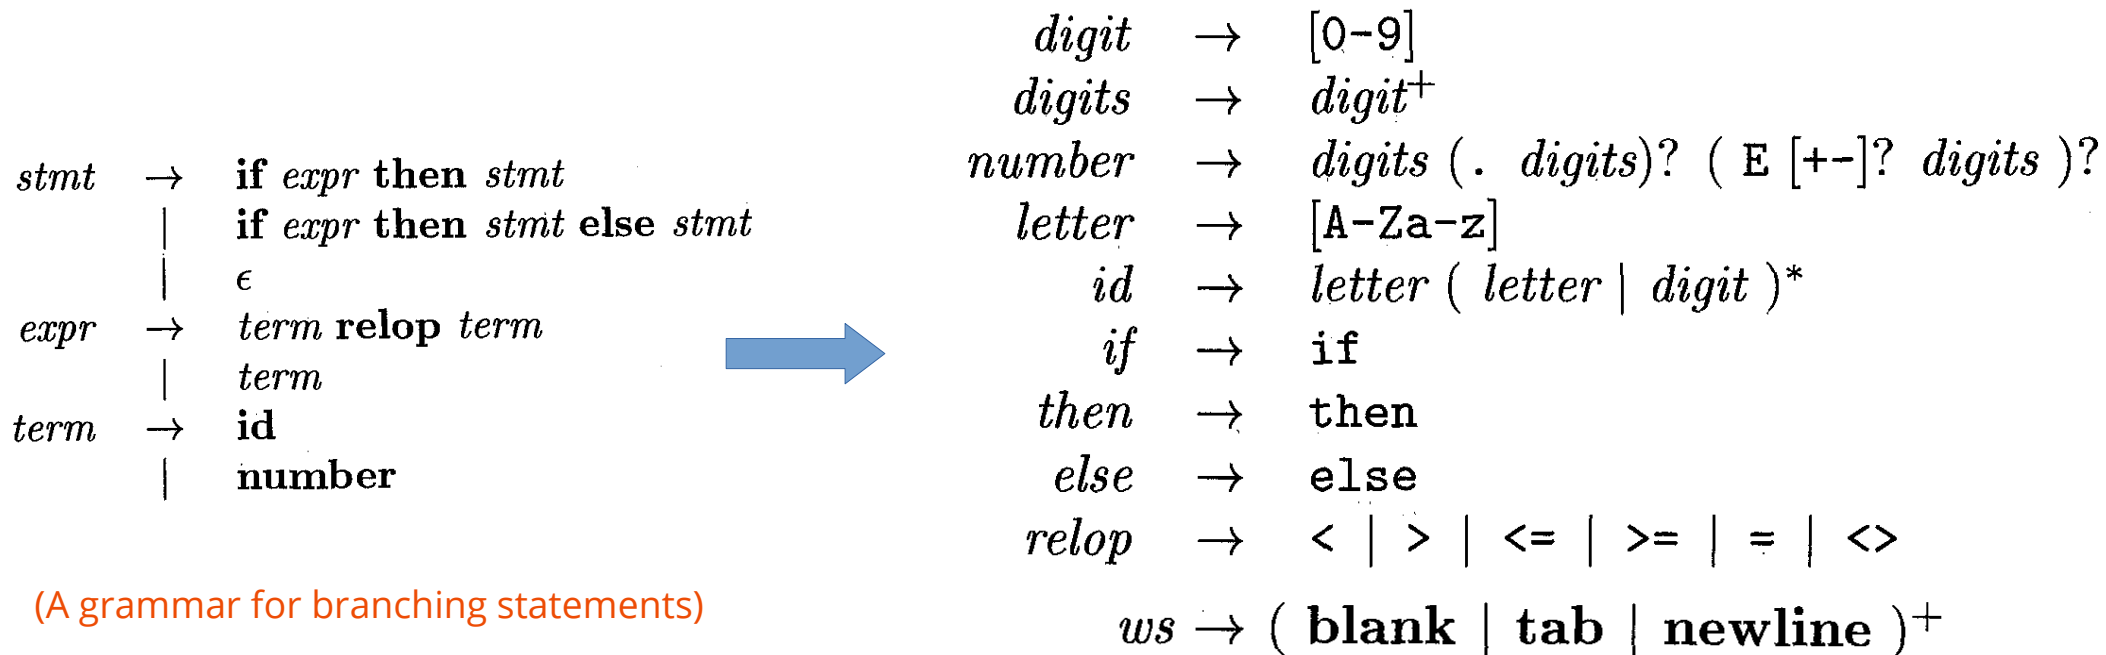 stmt → if expr then stmt
| if expr then stmt else stmt
| ϵ
expr → term relop term
| term
term → id
| number
(A grammar for branching statements)
digit → [0-9]
digits → digit⁺
number → digits (. digits)? ( E [+-]? digits )?
letter → [A-Za-z]
id → letter ( letter | digit )*
if → if
then → then
else → else
relop → < | > | <= | >= | = | <>
ws → ( blank | tab | newline )⁺